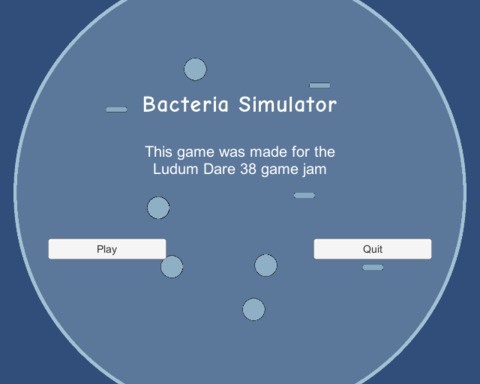 Bacteria Simulator
This game was made for the
Ludum Dare 38 game jam
Play
Quit